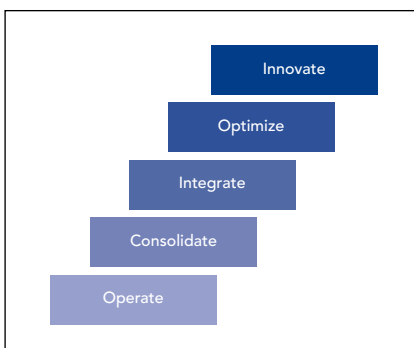 Innovate
Optimize
Integrate
Consolidate
Operate